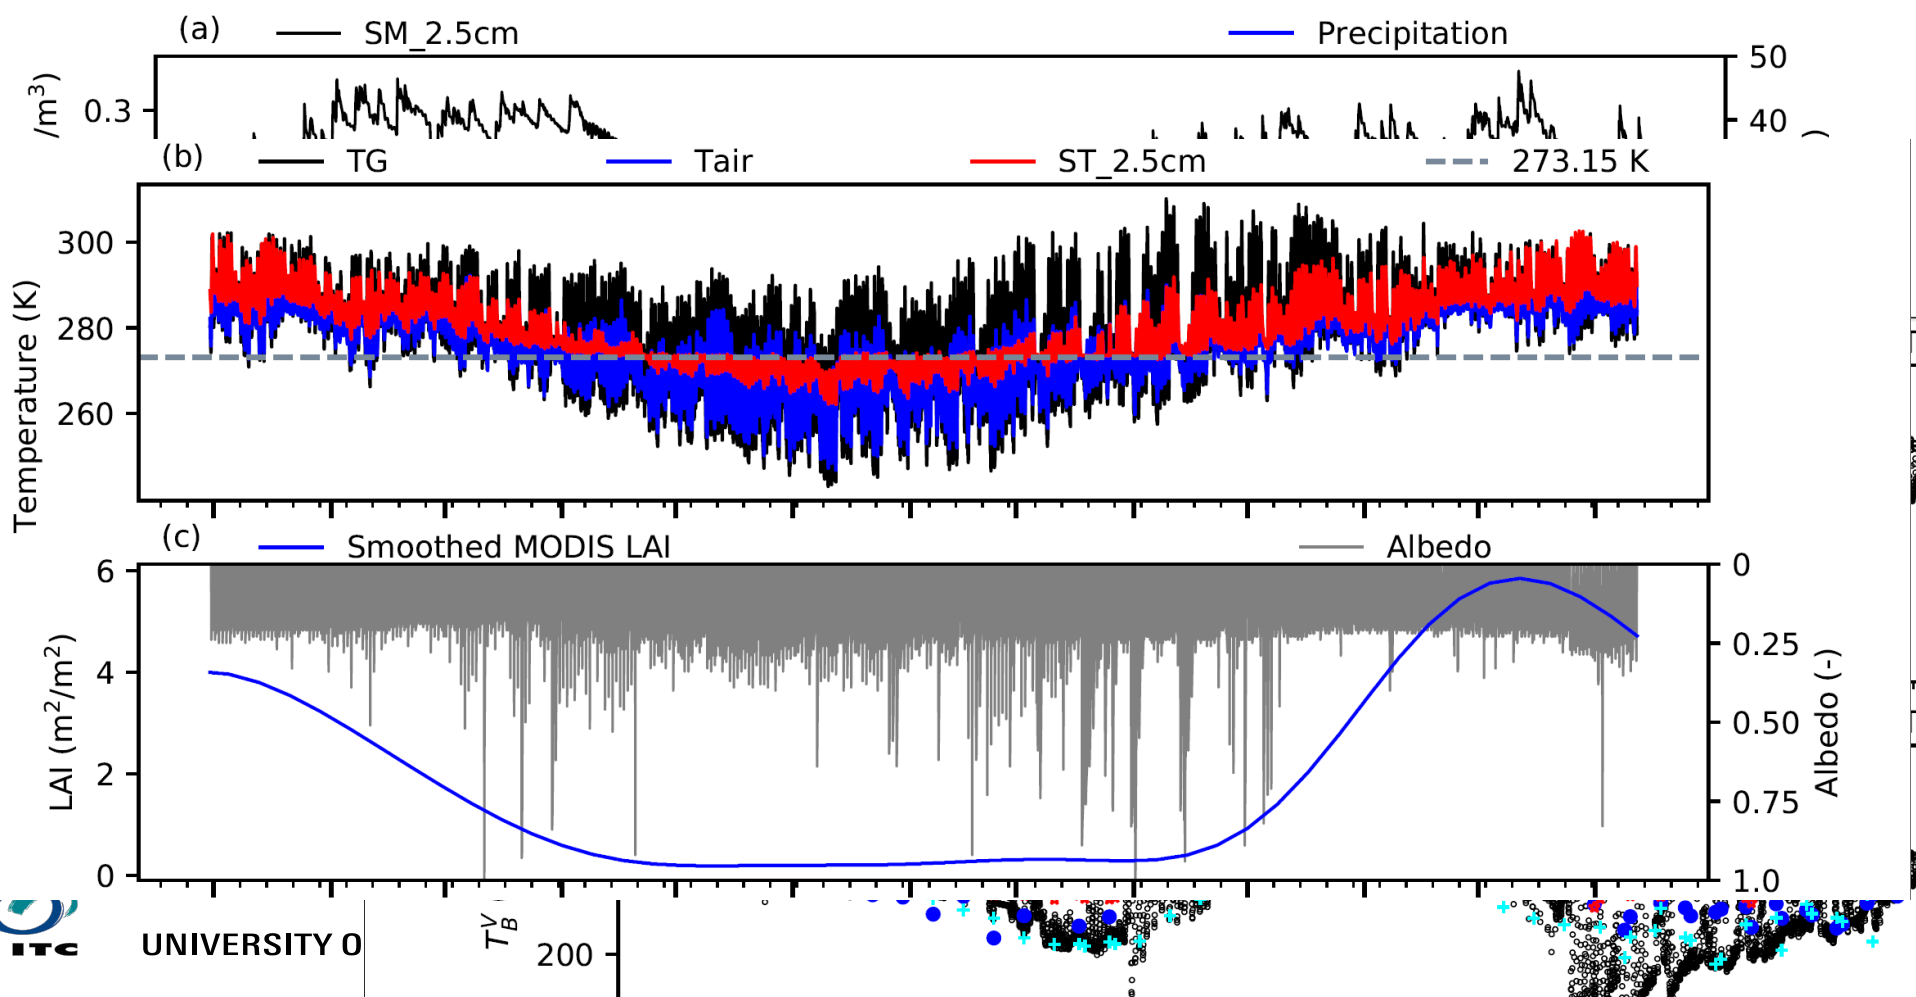 (a) SM_2.5cm Precipitation
50
/m³) 0.3 40 )
(b) TG Tair ST_2.5cm 273.15 K
Temperature (K)
300
280
260
(c) Smoothed MODIS LAI Albedo
LAI (m²/m²)
6
4
2
0
0
0.25
0.50
0.75
1.0
Albedo (-)
ITC UNIVERSITY O
T_B^V
200